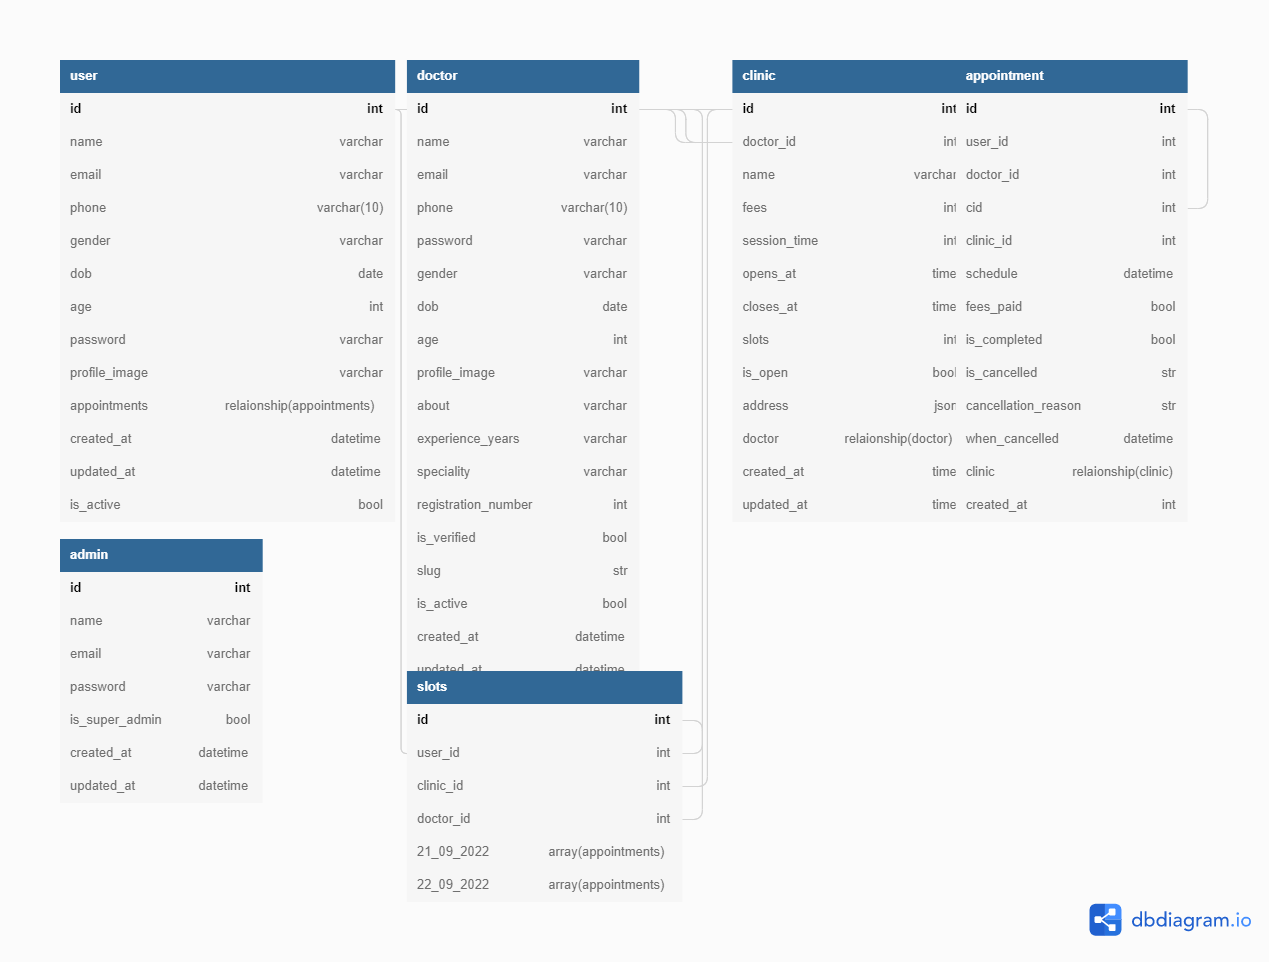 user
id int
name varchar
email varchar
phone varchar(10)
gender varchar
dob date
age int
password varchar
profile_image varchar
appointments relaionship(appointments)
created_at datetime
updated_at datetime
is_active bool
admin
id int
name varchar
email varchar
password varchar
is_super_admin bool
created_at datetime
updated_at datetime
doctor
id int
name varchar
email varchar
phone varchar(10)
password varchar
gender varchar
dob date
age int
profile_image varchar
about varchar
experience_years varchar
speciality varchar
registration_number int
is_verified bool
slug str
is_active bool
created_at datetime
updated_at datetime
slots
id int
user_id int
clinic_id int
doctor_id int
21_09_2022 array(appointments)
22_09_2022 array(appointments)
clinic
id int
doctor_id int
name varchar
fees int
session_time int
opens_at time
closes_at time
slots int
is_open bool
address json
doctor relaionship(doctor)
created_at time
updated_at time
appointment
id int
user_id int
doctor_id int
cid int
clinic_id int
schedule datetime
fees_paid bool
is_completed bool
is_cancelled str
cancellation_reason str
when_cancelled datetime
clinic relaionship(clinic)
created_at int
dbdiagram.io